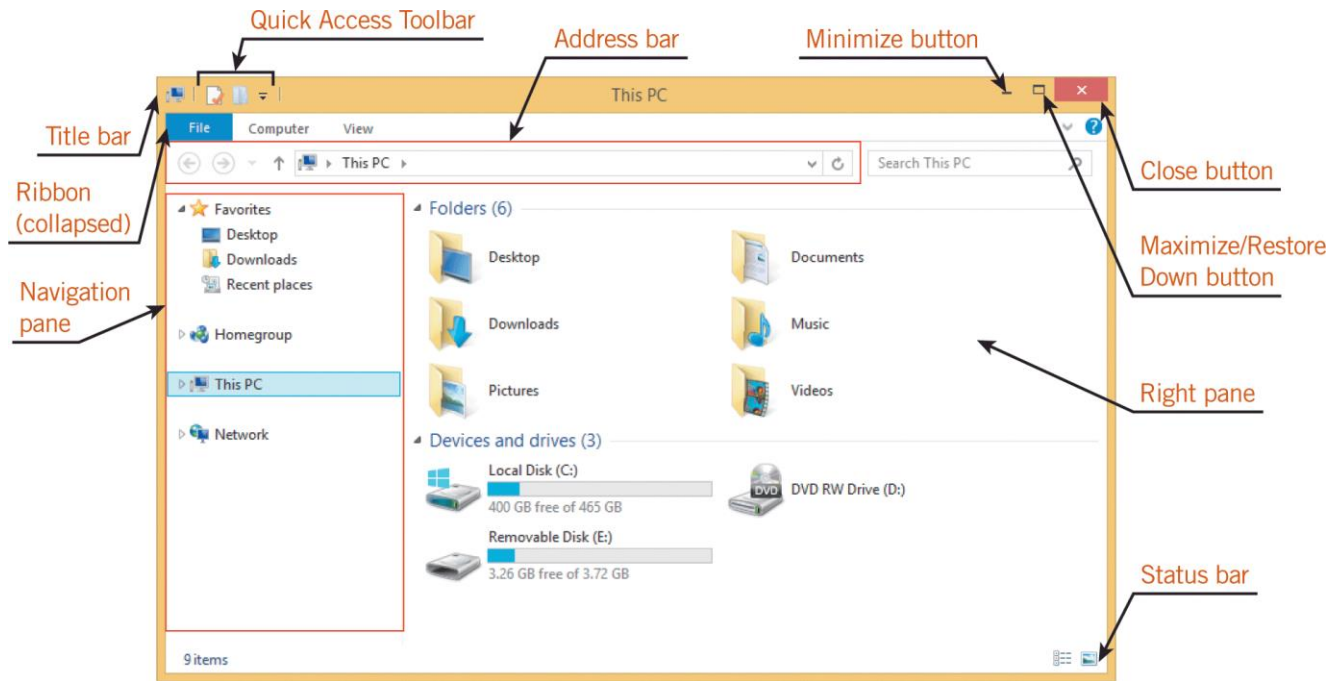 Quick Access Toolbar
Address bar
Minimize button
This PC
Title bar
File Computer View
This PC
Search This PC
Close button
Ribbon
(collapsed)
Favorites
Folders (6)
Desktop
Downloads
Recent places
Desktop
Documents
Maximize/Restore
Down button
Navigation
pane
Homegroup
Downloads
Music
This PC
Pictures
Videos
Right pane
Network
Devices and drives (3)
Local Disk (C:)
400 GB free of 465 GB
DVD
DVD RW Drive (D:)
Removable Disk (E:)
3.26 GB free of 3.72 GB
Status bar
9 items